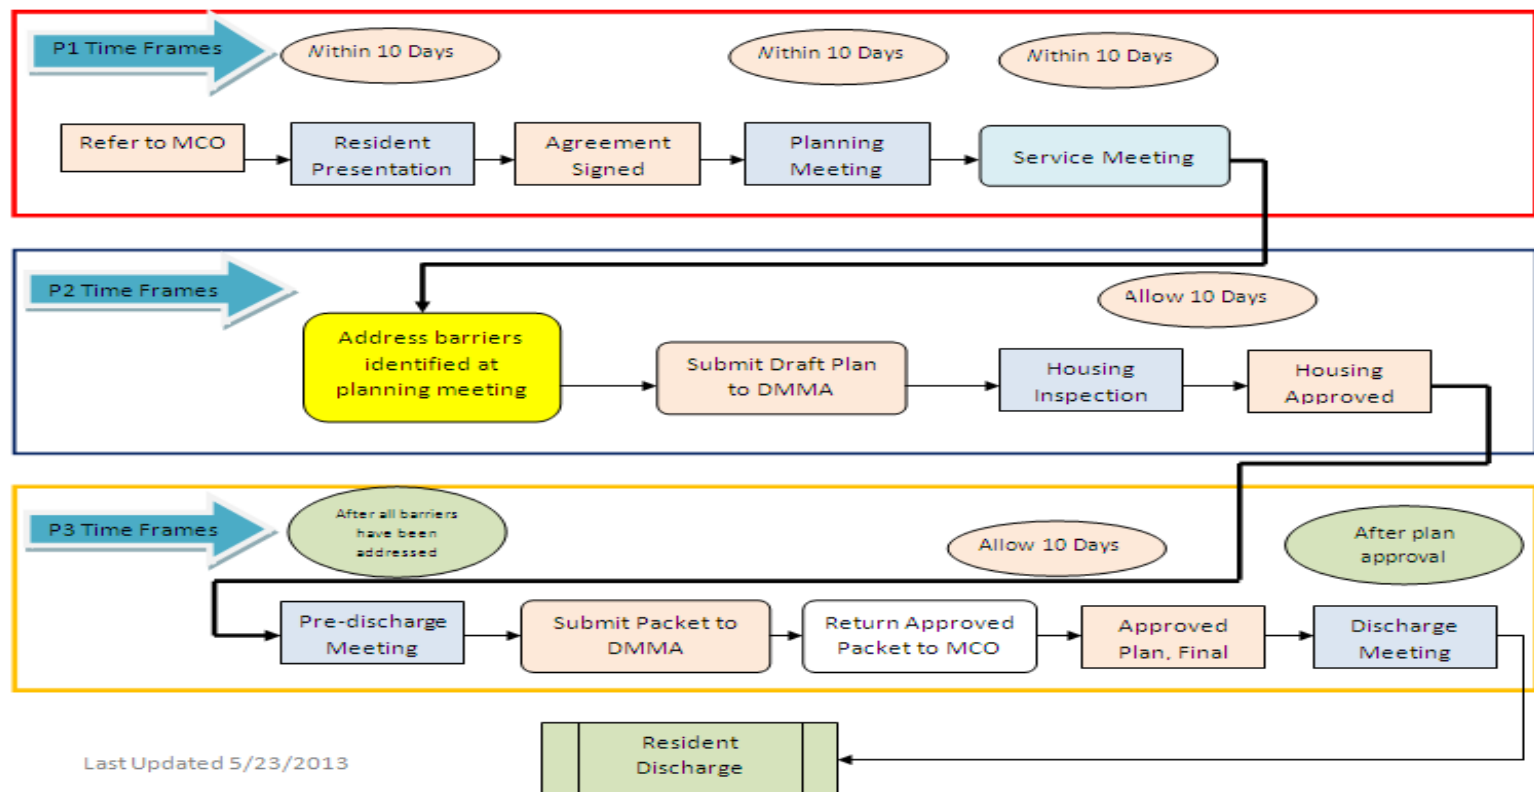 P1 Time Frames
Within 10 Days
Within 10 Days
Within 10 Days
Refer to MCO
Resident
Presentation
Agreement
Signed
Planning
Meeting
Service Meeting
P2 Time Frames
Allow 10 Days
Address barriers
identified at
planning meeting
Submit Draft Plan
to DMMA
Housing
Inspection
Housing
Approved
P3 Time Frames
After all barriers
have been
addressed
Allow 10 Days
After plan
approval
Pre-discharge
Meeting
Submit Packet to
DMMA
Return Approved
Packet to MCO
Approved
Plan, Final
Discharge
Meeting
Resident
Discharge
Last Updated 5/23/2013